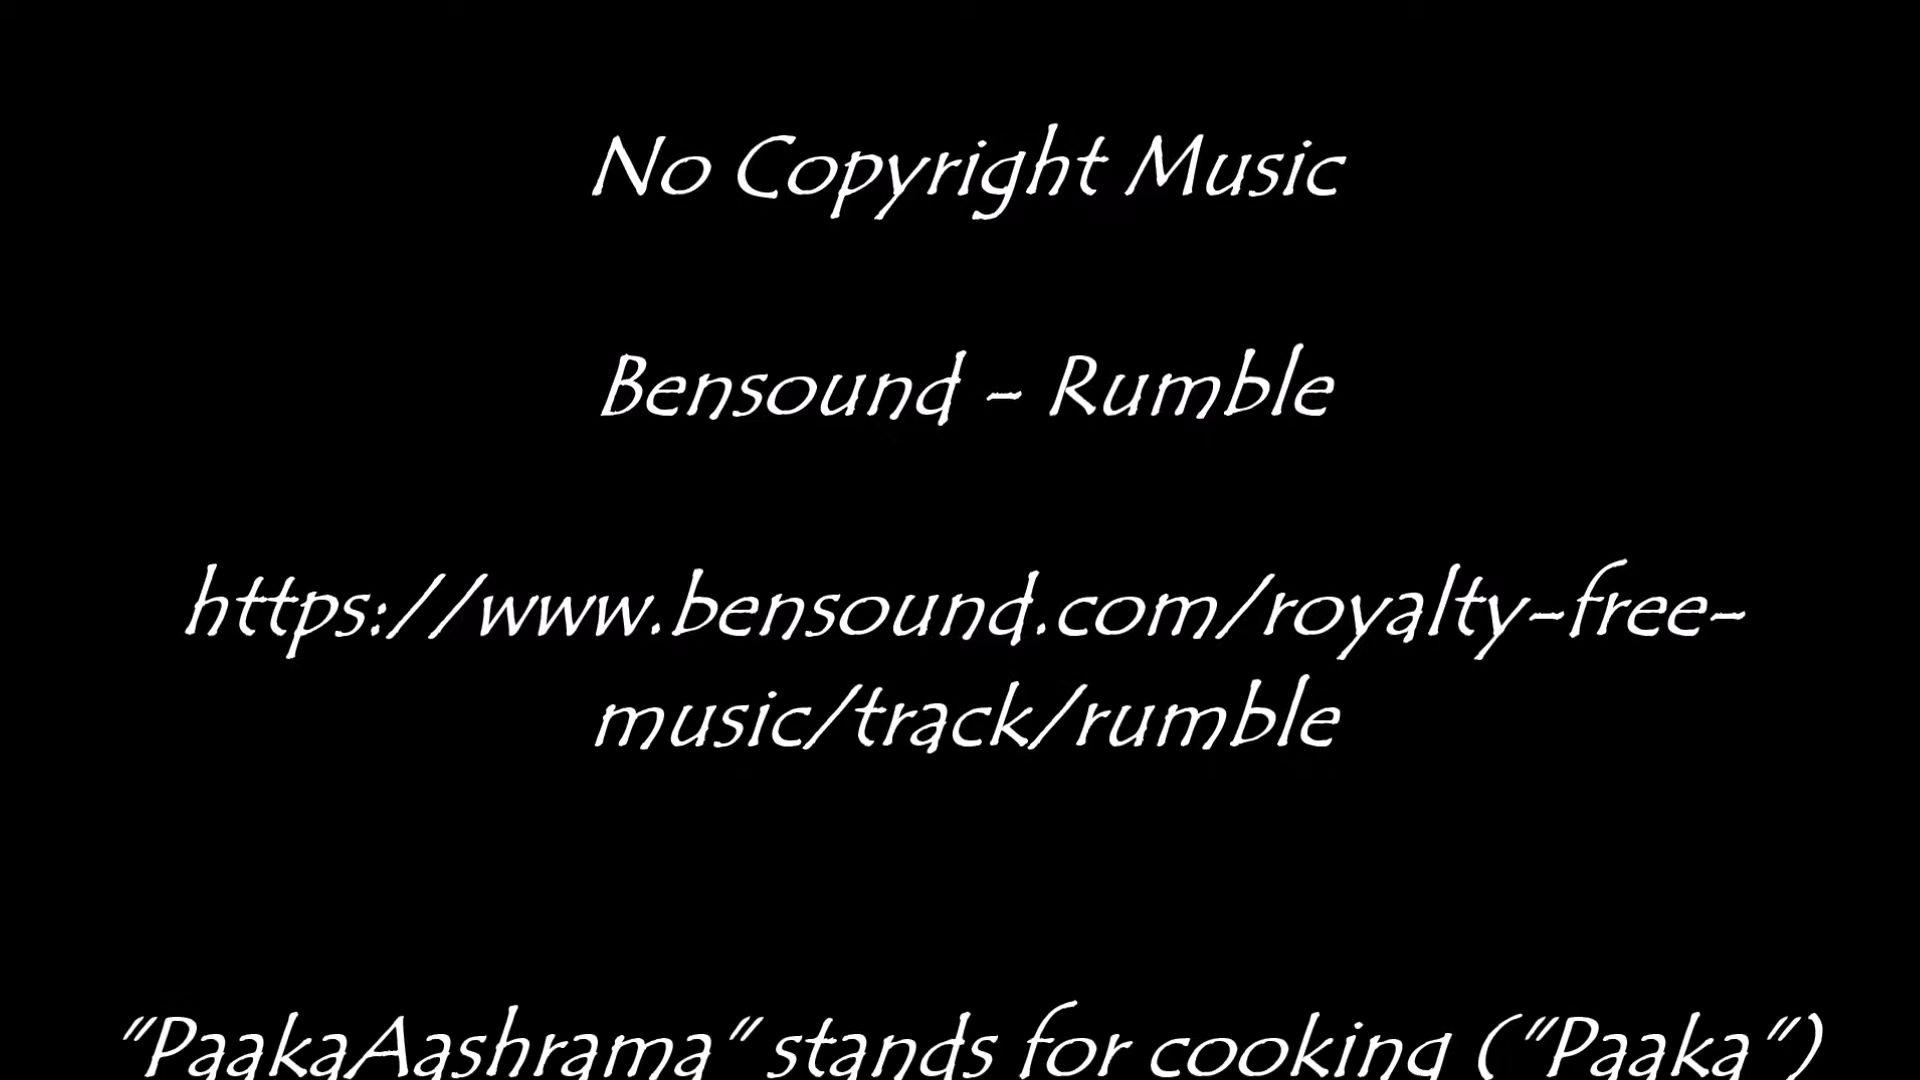 No Copyright Music
Bensound - Rumble
https://www.bensound.com/royalty-free-
music/track/rumble
"PaakaAashrama" stands for cooking ("Paaka")